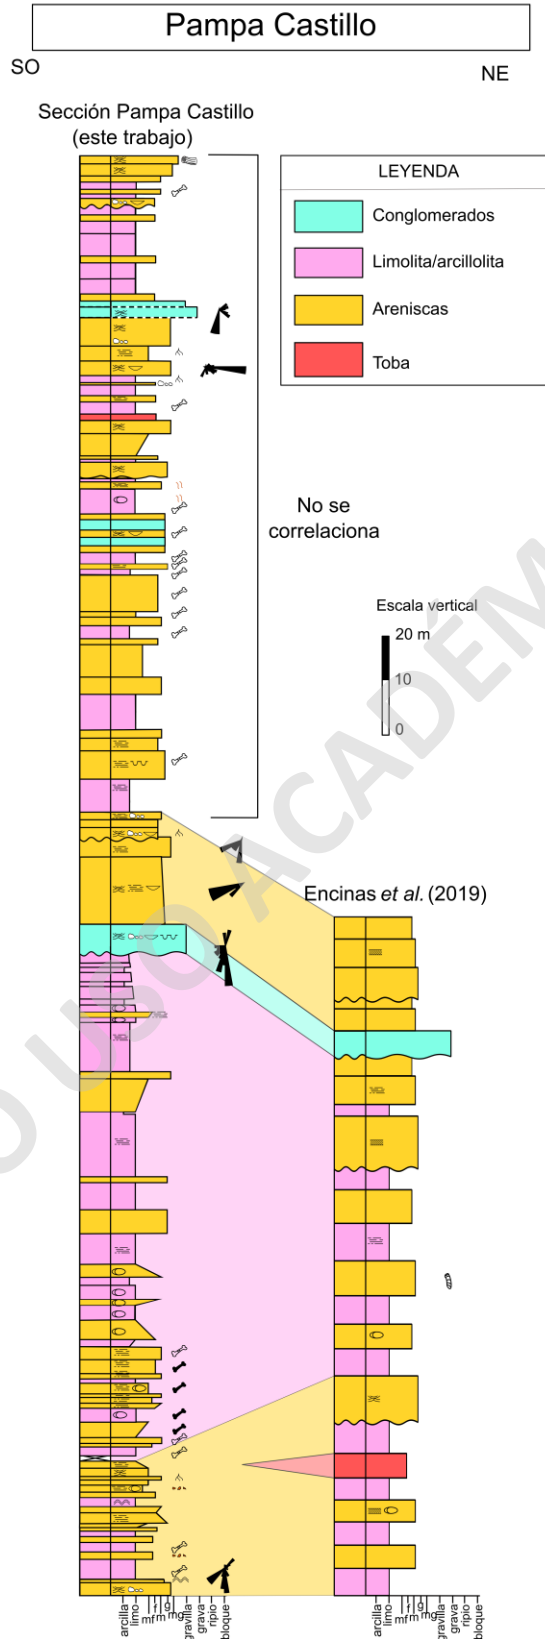 Pampa Castillo
SO
NE
Sección Pampa Castillo
(este trabajo)
LEYENDA
Conglomerados
Limolita/arcillolita
Areniscas
Toba
No se
correlaciona
Escala vertical
20 m
10
0
Encinas et al. (2019)
O USO ACADÉM
arcilla
limo
mf
f
m
g
mg
gravilla
grava
ripio
bloque
arcilla
limo
mf
f
m
g
mg
gravilla
grava
ripio
bloque